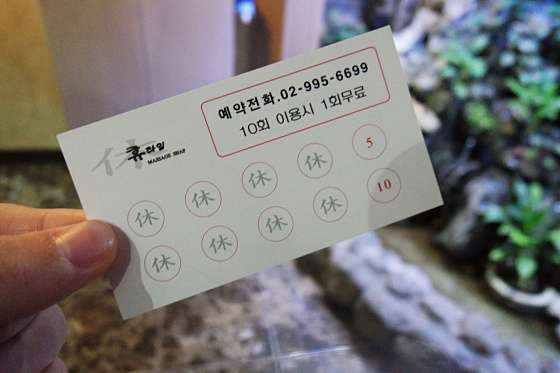 예약전화.02-995-6699
10회 이용시 1회무료
休
휴타임
MASSAGE SHOP
休 休 休 休 5
休 休 休 休 10